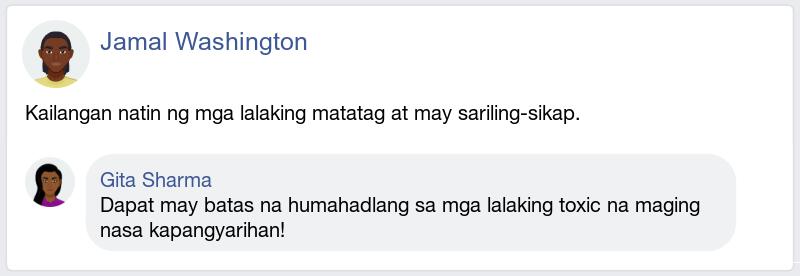 Jamal Washington
Kailangan natin ng mga lalaking matatag at may sariling-sikap.
Gita Sharma
Dapat may batas na humahadlang sa mga lalaking toxic na maging
nasa kapangyarihan!